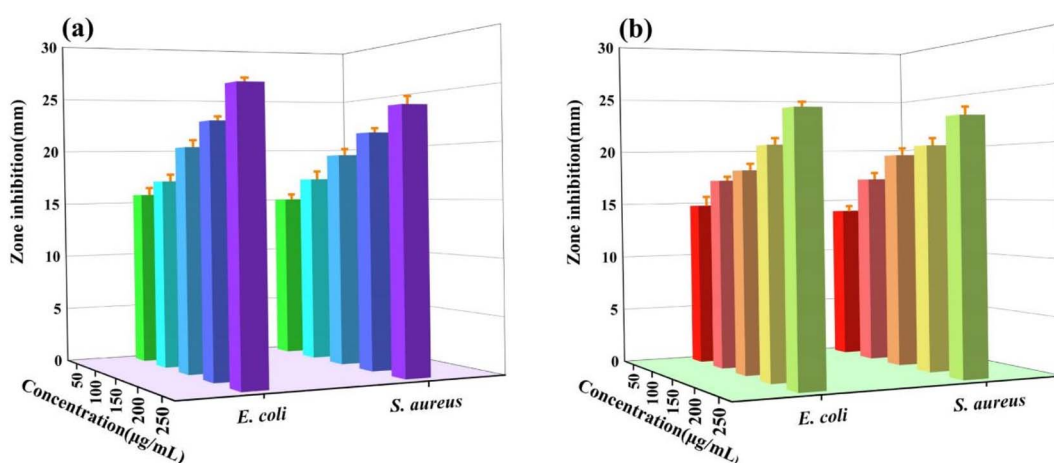 (a)
Zone inhibition(mm)
30
25
20
15
10
5
0
50
100
150
200
250
Concentration(μg/mL)
E. coli
S. aureus
(b)
Zone inhibition(mm)
30
25
20
15
10
5
0
50
100
150
200
250
Concentration(μg/mL)
E. coli
S. aureus